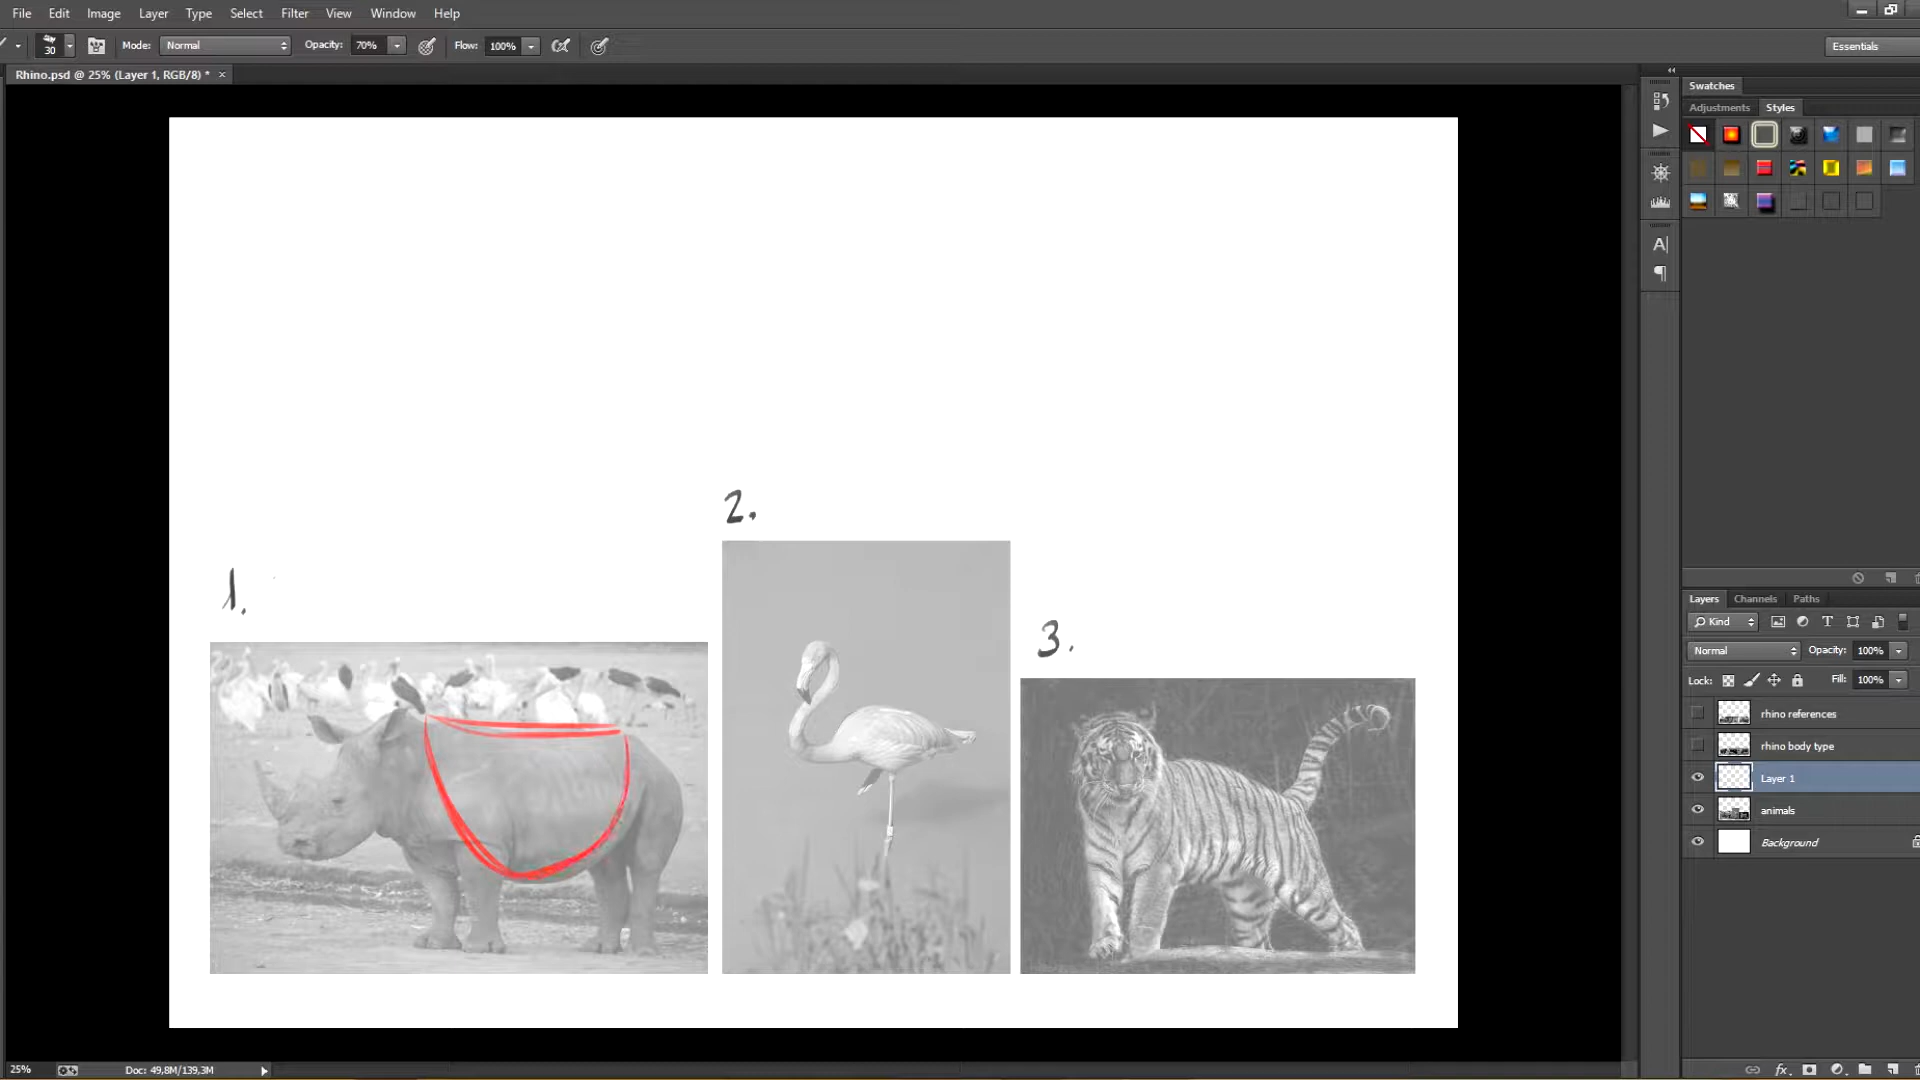 File Edit Image Layer Type Select Filter View Window Help
30 Mode: Normal Opacity: 70% Flow: 100% Essentials
Rhino.psd @ 25% (Layer 1, RGB/8) * ×
Swatches
Adjustments Styles
2.
1.
3.
Layers Channels Paths
Kind T
Normal Opacity: 100%
Lock: Fill: 100%
rhino references
rhino body type
Layer 1
animals
Background
25% Doc: 49,8M/139,3M
fx